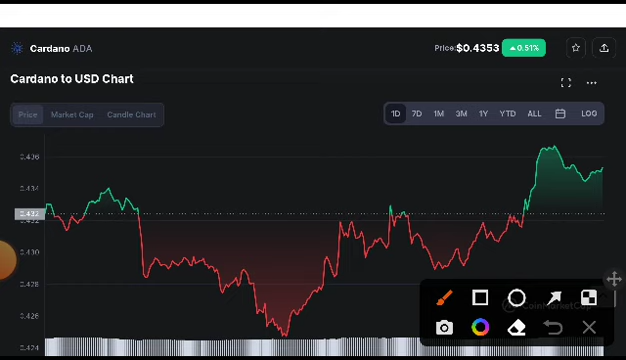 Cardano ADA
Price: $0.4353 0.51%
Cardano to USD Chart
Price Market Cap Candle Chart
1D 7D 1M 3M 1Y YTD ALL LOG
0.436
0.434
0.432
0.430
0.428
0.426
0.424
CoinMarketCap